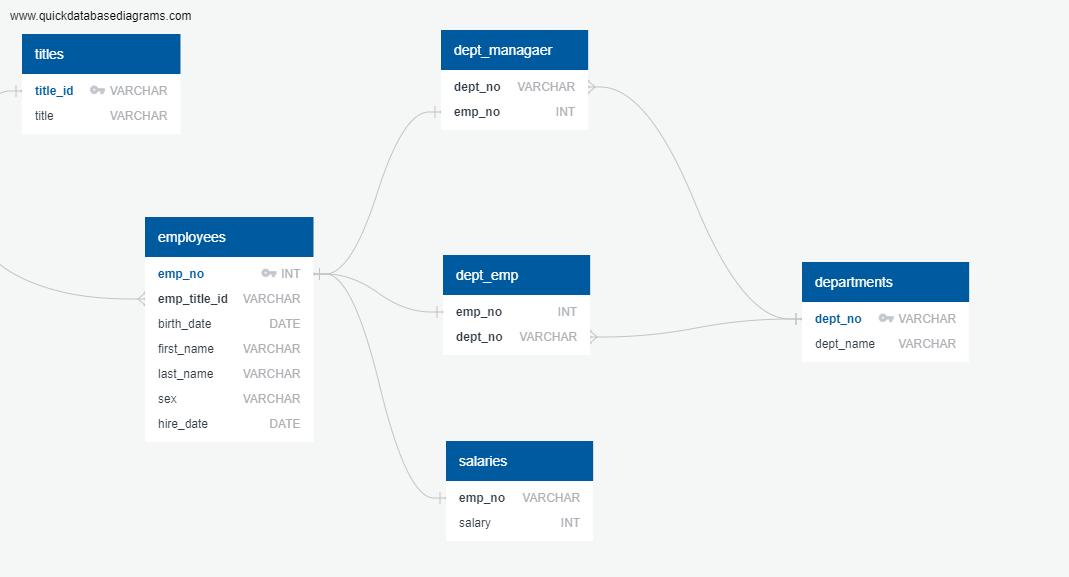 www.quickdatabasediagrams.com
titles
title_id VARCHAR
title VARCHAR
dept_managaer
dept_no VARCHAR
emp_no INT
employees
emp_no INT
emp_title_id VARCHAR
birth_date DATE
first_name VARCHAR
last_name VARCHAR
sex VARCHAR
hire_date DATE
dept_emp
emp_no INT
dept_no VARCHAR
departments
dept_no VARCHAR
dept_name VARCHAR
salaries
emp_no VARCHAR
salary INT